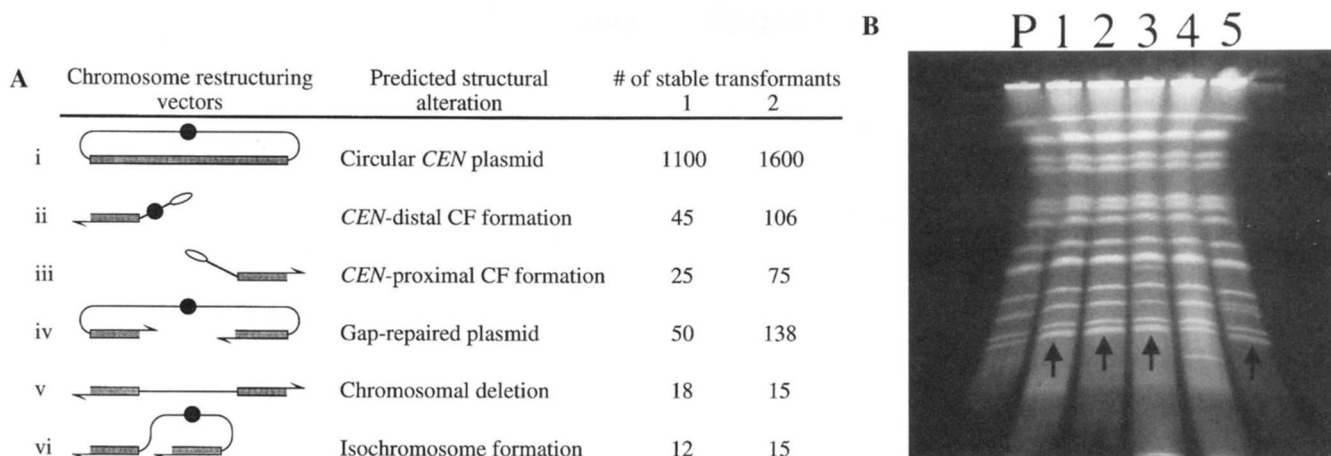 A
Chromosome restructuring vectors
Predicted structural alteration
# of stable transformants
1 2
i Circular CEN plasmid 1100 1600
ii CEN-distal CF formation 45 106
iii CEN-proximal CF formation 25 75
iv Gap-repaired plasmid 50 138
v Chromosomal deletion 18 15
vi Isochromosome formation 12 15
B
P 1 2 3 4 5